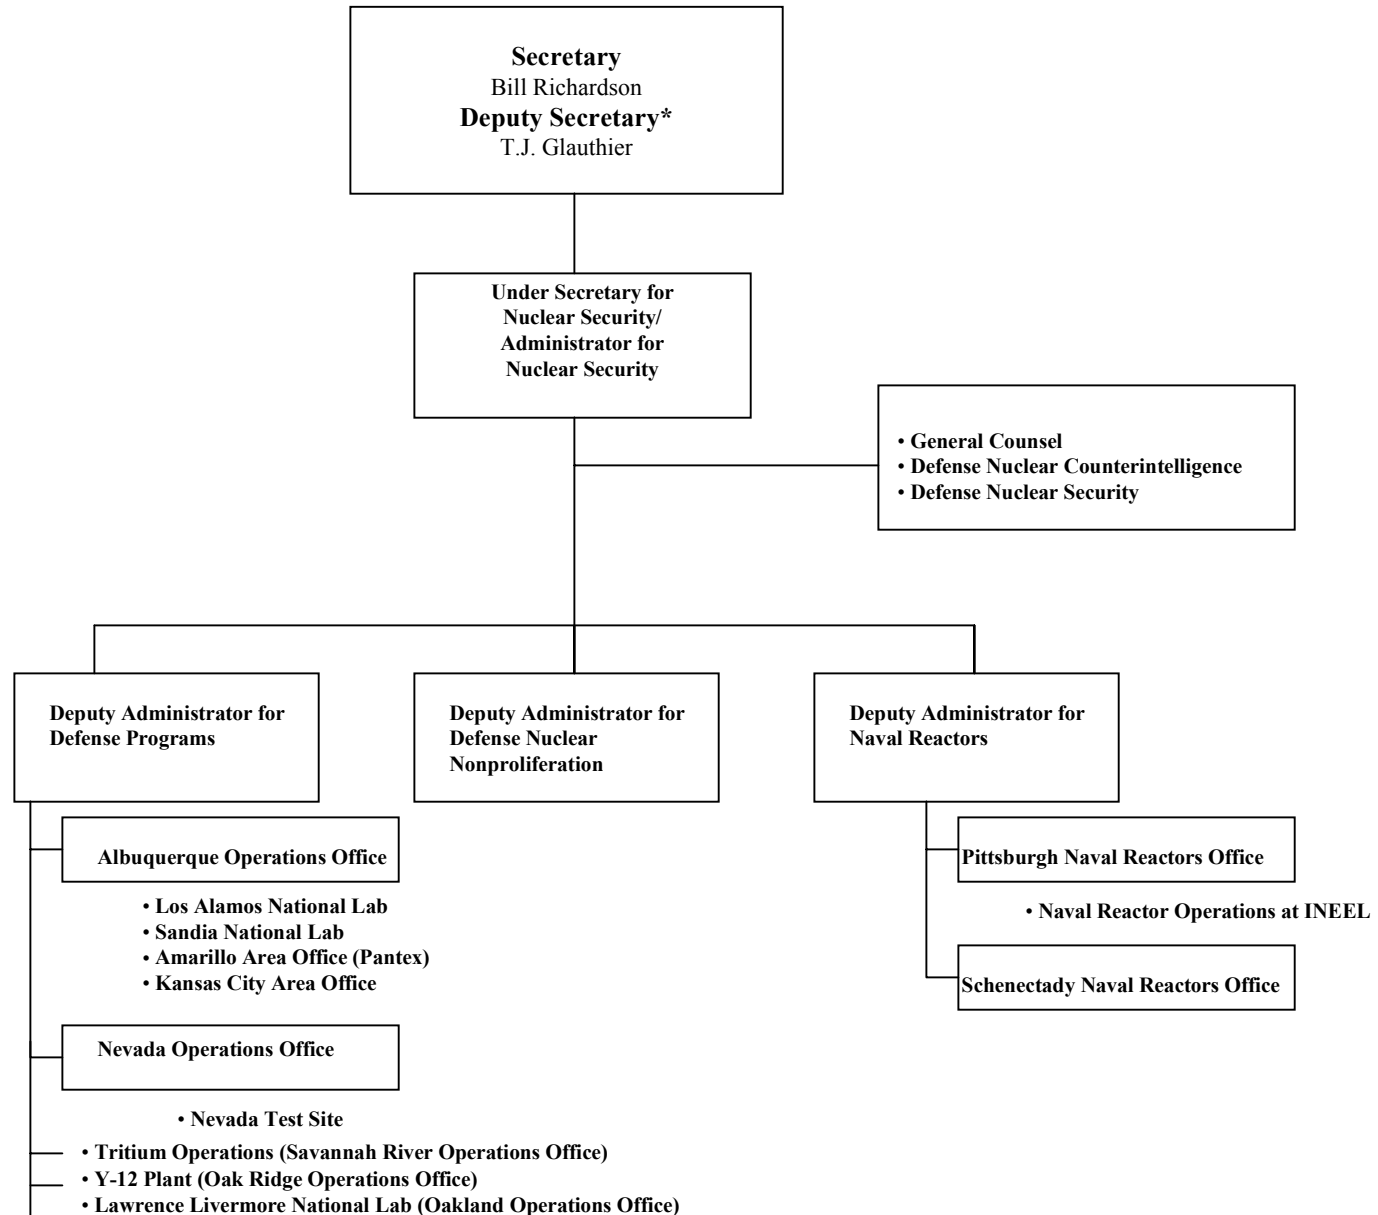 Secretary
Bill Richardson
Deputy Secretary*
T.J. Glauthier
Under Secretary for
Nuclear Security/
Administrator for
Nuclear Security
• General Counsel
• Defense Nuclear Counterintelligence
• Defense Nuclear Security
Deputy Administrator for
Defense Programs
Deputy Administrator for
Defense Nuclear
Nonproliferation
Deputy Administrator for
Naval Reactors
Albuquerque Operations Office
• Los Alamos National Lab
• Sandia National Lab
• Amarillo Area Office (Pantex)
• Kansas City Area Office
Nevada Operations Office
• Nevada Test Site
• Tritium Operations (Savannah River Operations Office)
• Y-12 Plant (Oak Ridge Operations Office)
• Lawrence Livermore National Lab (Oakland Operations Office)
Pittsburgh Naval Reactors Office
• Naval Reactor Operations at INEEL
Schenectady Naval Reactors Office